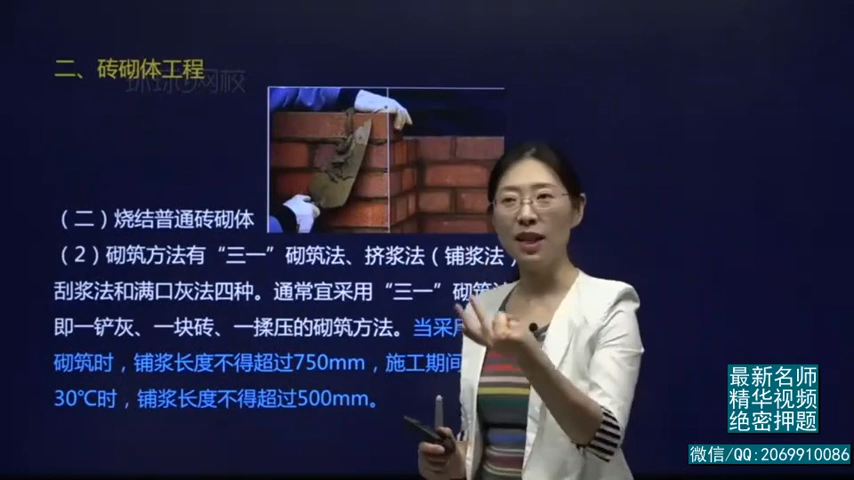 二、砖砌体工程
环球网校
（二）烧结普通砖砌体
（2）砌筑方法有“三一”砌筑法、挤浆法（铺浆法）、
刮浆法和满口灰法四种。通常宜采用“三一”砌筑法
即一铲灰、一块砖、一揉压的砌筑方法。当采用
砌筑时，铺浆长度不得超过750mm，施工期间
30℃时，铺浆长度不得超过500mm。
最新名师
精华视频
绝密押题
微信/QQ:2069910086